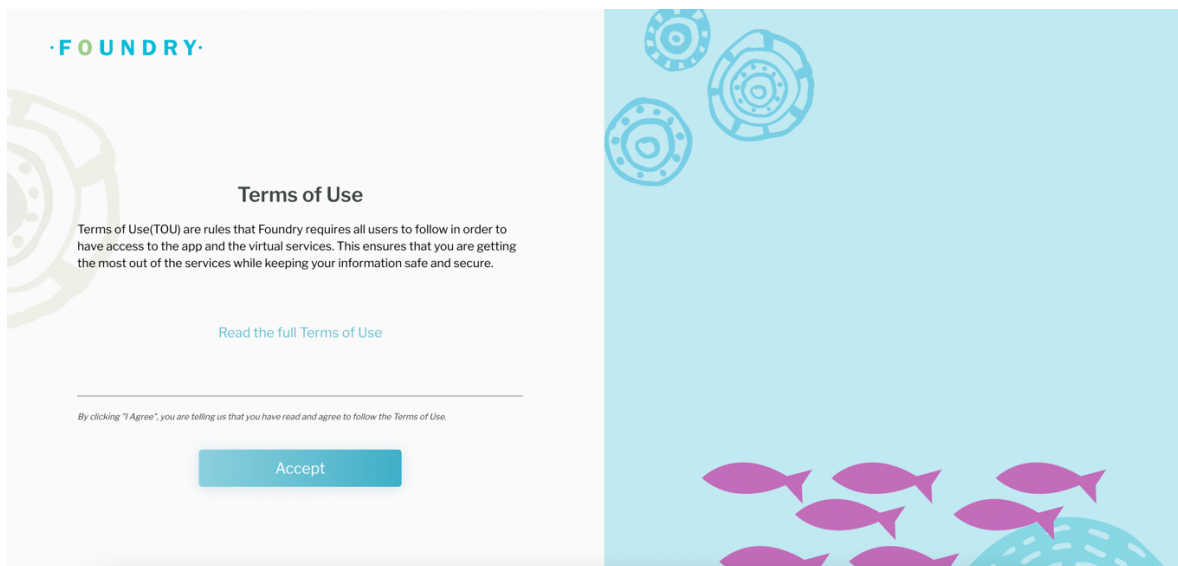 ·FOUNDRY·
Terms of Use
Terms of Use(TOU) are rules that Foundry requires all users to follow in order to
have access to the app and the virtual services. This ensures that you are getting
the most out of the services while keeping your information safe and secure.
Read the full Terms of Use
By clicking "I Agree", you are telling us that you have read and agree to follow the Terms of Use.
Accept